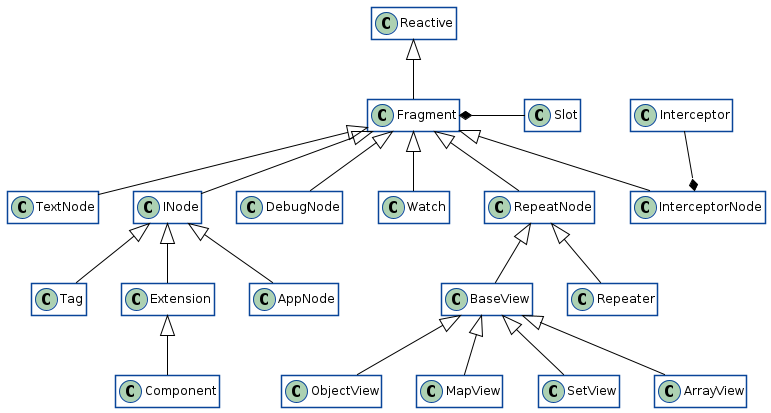 C Reactive
C Fragment
C Slot
C Interceptor
C TextNode
C INode
C DebugNode
C Watch
C RepeatNode
C InterceptorNode
C Tag
C Extension
C AppNode
C BaseView
C Repeater
C Component
C ObjectView
C MapView
C SetView
C ArrayView